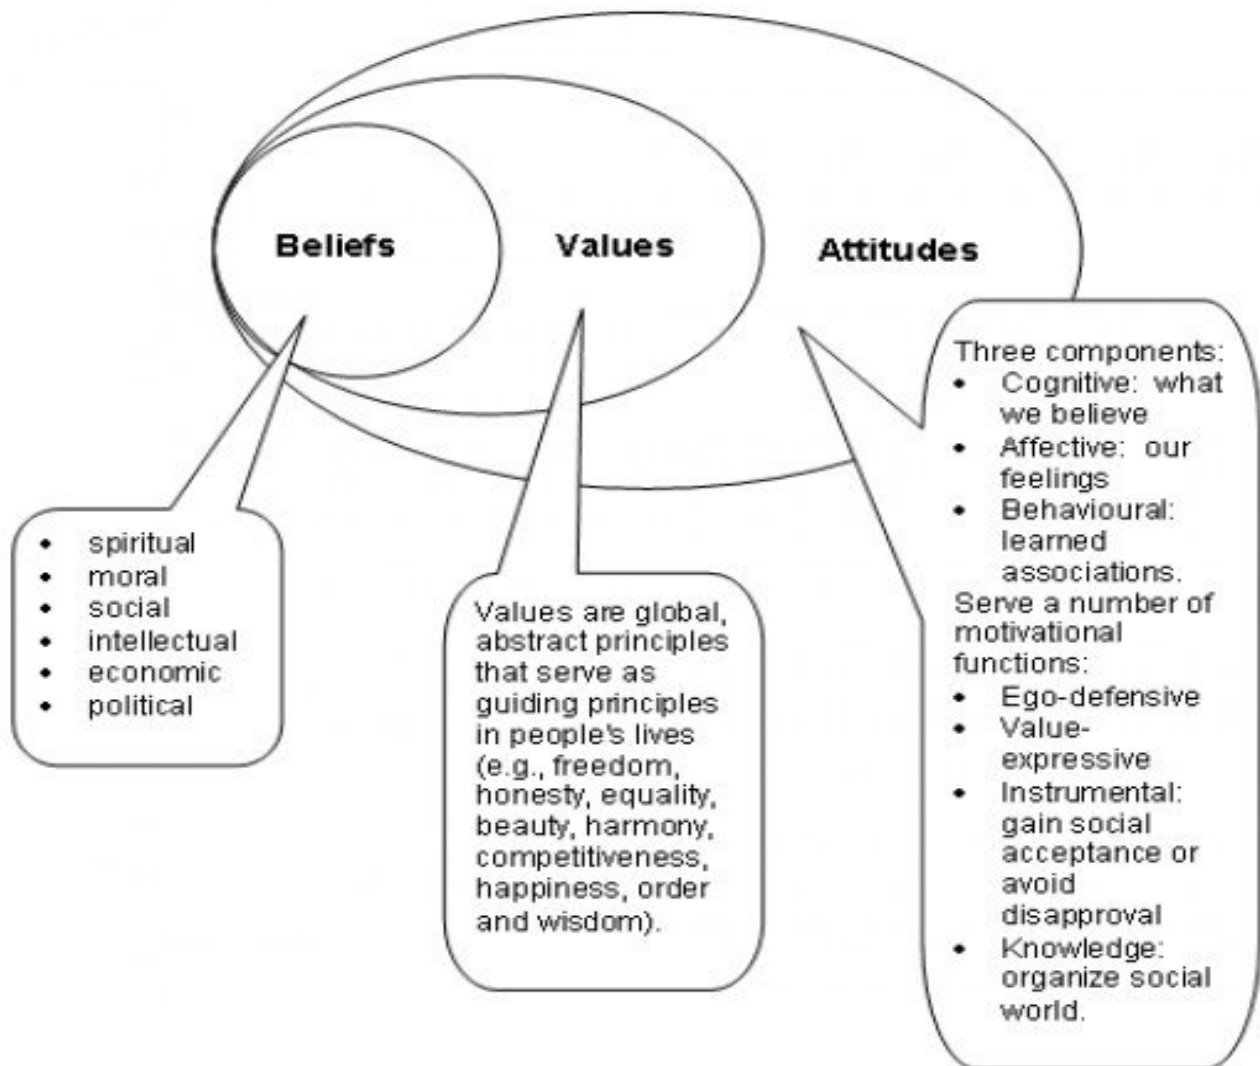 Beliefs
Values
Attitudes
• spiritual
• moral
• social
• intellectual
• economic
• political
Values are global,
abstract principles
that serve as
guiding principles
in people's lives
(e.g., freedom,
honesty, equality,
beauty, harmony,
competitiveness,
happiness, order
and wisdom).
Three components:
• Cognitive: what
we believe
• Affective: our
feelings
• Behavioural:
learned
associations.
Serve a number of
motivational
functions:
• Ego-defensive
• Value-
expressive
• Instrumental:
gain social
acceptance or
avoid
disapproval
• Knowledge:
organize social
world.